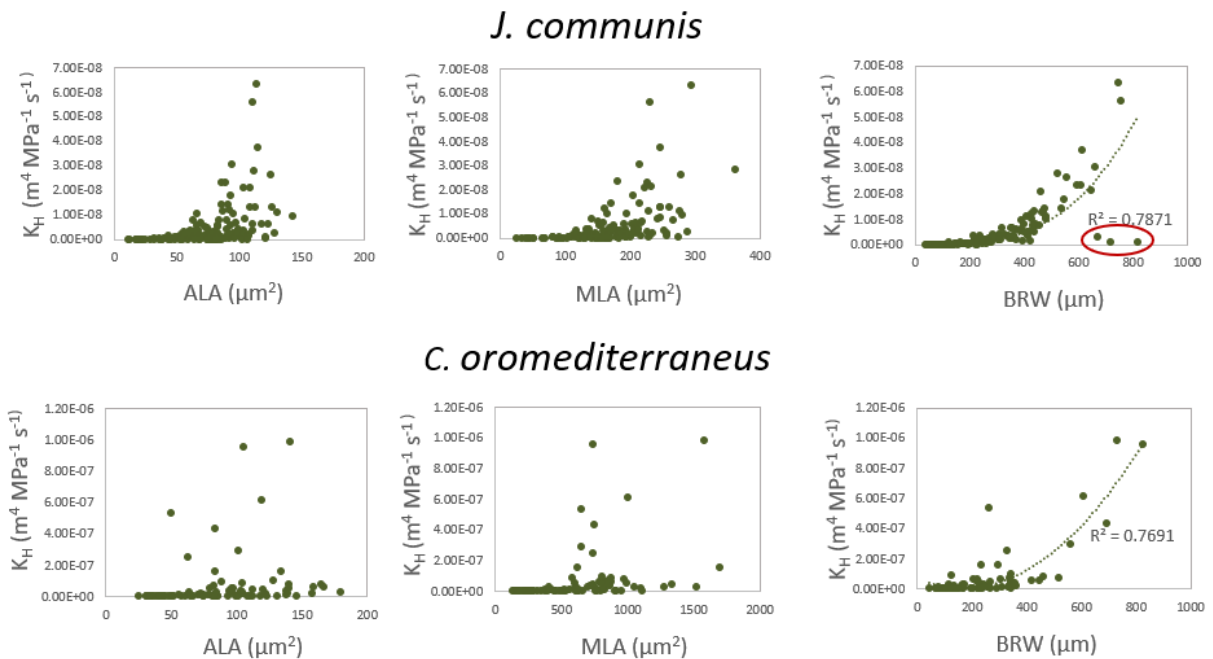 J. communis
K_H (m⁴ MPa⁻¹ s⁻¹)
7.00E-08
6.00E-08
5.00E-08
4.00E-08
3.00E-08
2.00E-08
1.00E-08
0.00E+00
0 50 100 150 200
ALA (µm²)
K_H (m⁴ MPa⁻¹ s⁻¹)
7.00E-08
6.00E-08
5.00E-08
4.00E-08
3.00E-08
2.00E-08
1.00E-08
0.00E+00
0 100 200 300 400
MLA (µm²)
K_H (m⁴ MPa⁻¹ s⁻¹)
7.00E-08
6.00E-08
5.00E-08
4.00E-08
3.00E-08
2.00E-08
1.00E-08
0.00E+00
R² = 0.7871
0 200 400 600 800 1000
BRW (µm)
C. oromediterraneus
K_H (m⁴ MPa⁻¹ s⁻¹)
1.20E-06
1.00E-06
8.00E-07
6.00E-07
4.00E-07
2.00E-07
0.00E+00
0 50 100 150 200
ALA (µm²)
K_H (m⁴ MPa⁻¹ s⁻¹)
1.20E-06
1.00E-06
8.00E-07
6.00E-07
4.00E-07
2.00E-07
0.00E+00
0 500 1000 1500 2000
MLA (µm²)
K_H (m⁴ MPa⁻¹ s⁻¹)
1.20E-06
1.00E-06
8.00E-07
6.00E-07
4.00E-07
2.00E-07
0.00E+00
R² = 0.7691
0 200 400 600 800 1000
BRW (µm)